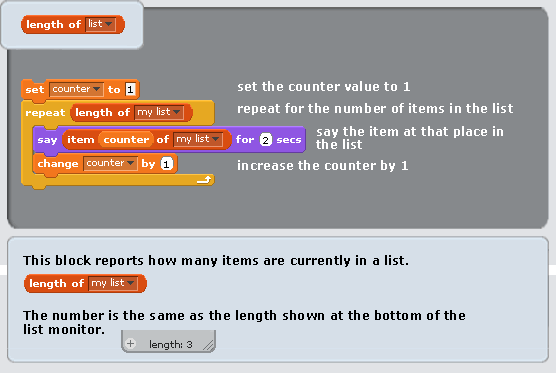 length of list
set counter to 1
set the counter value to 1
repeat length of my list
repeat for the number of items in the list
say item counter of my list for 2 secs
say the item at that place in
the list
change counter by 1
increase the counter by 1
This block reports how many items are currently in a list.
length of my list
The number is the same as the length shown at the bottom of the
list monitor.
+ length: 3